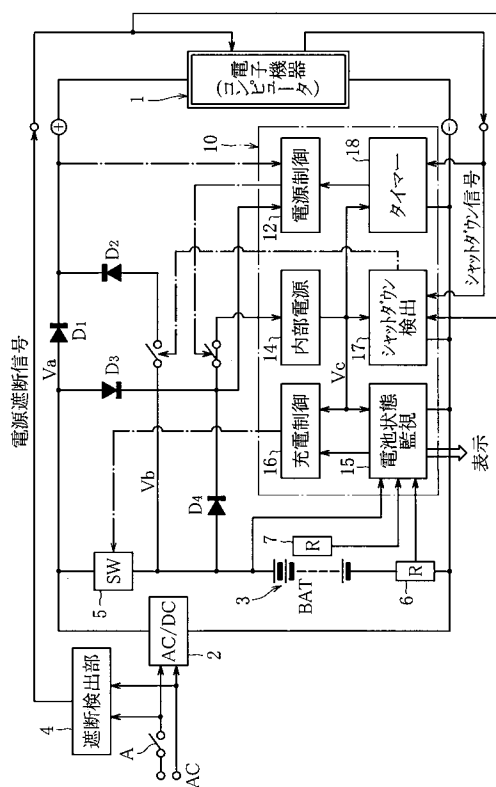 電源遮断信号
4
遮断検出部
A
AC
AC/DC
2
5
SW
Va
D1
D2
D3
Vb
D4
3
BAT
7
R
R
6
1
電子機器
(コンピュータ)
+
-
10
12
電源制御
14
内部電源
16
充電制御
Vc
18
タイマー
17
シャットダウン
検出
15
電池状態
監視
シャットダウン信号
表示